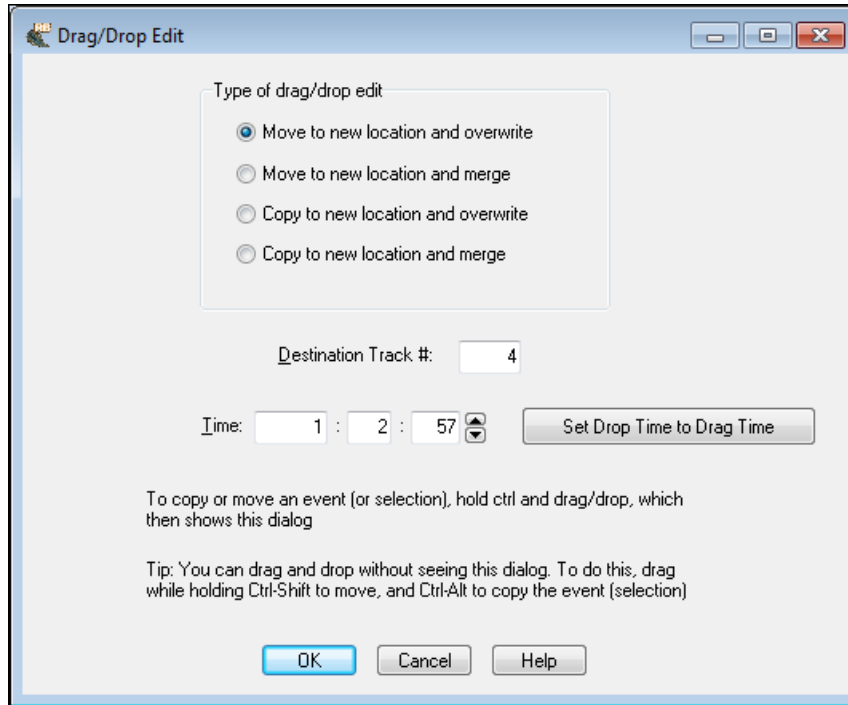 Drag/Drop Edit
Type of drag/drop edit
Move to new location and overwrite
Move to new location and merge
Copy to new location and overwrite
Copy to new location and merge
Destination Track #: 4
Time: 1 : 2 : 57 Set Drop Time to Drag Time
To copy or move an event (or selection), hold ctrl and drag/drop, which
then shows this dialog
Tip: You can drag and drop without seeing this dialog. To do this, drag
while holding Ctrl-Shift to move, and Ctrl-Alt to copy the event (selection)
OK Cancel Help